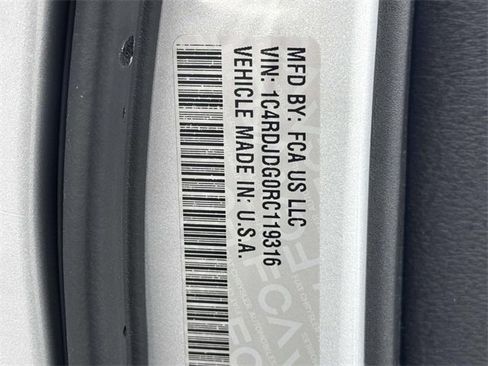 MFD BY: FCA US LLC
VIN: 1C4RDJDG0RC119316
VEHICLE MADE IN: U.S.A.